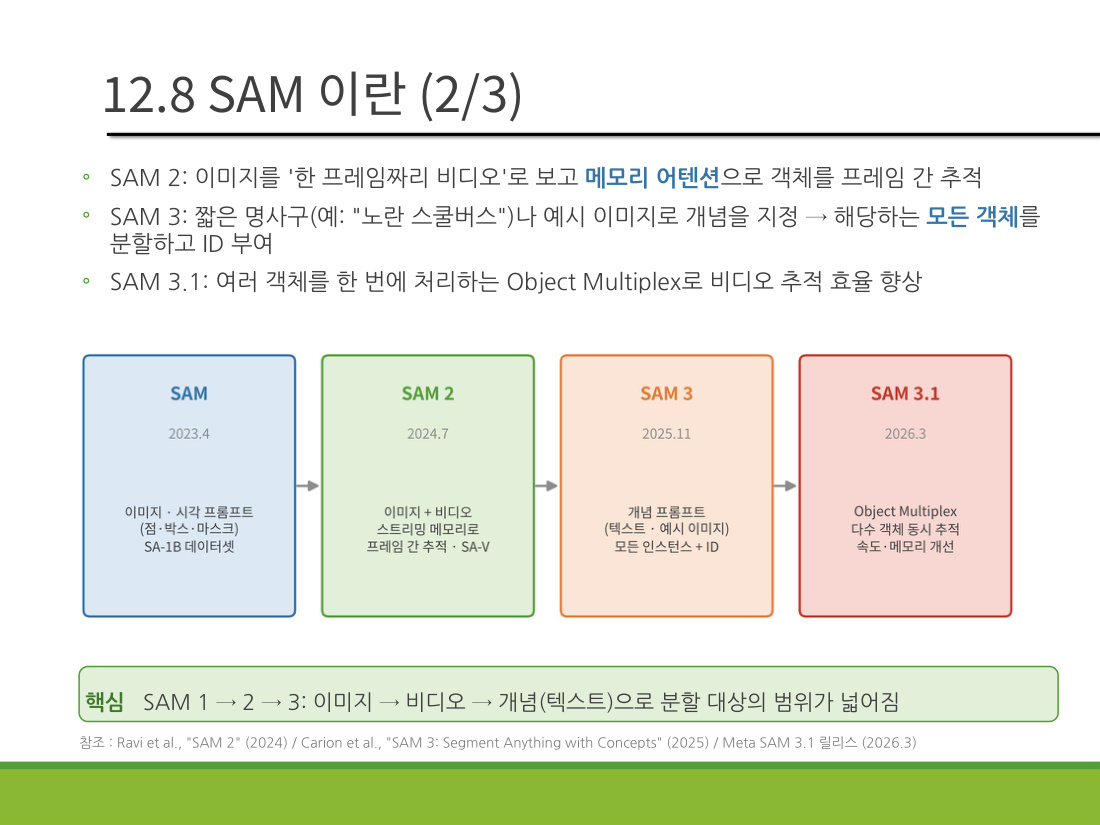 12.8 SAM 이란 (2/3)
◦ SAM 2: 이미지를 '한 프레임짜리 비디오'로 보고 메모리 어텐션으로 객체를 프레임 간 추적
◦ SAM 3: 짧은 명사구(예: "노란 스쿨버스")나 예시 이미지로 개념을 지정 → 해당하는 모든 객체를
분할하고 ID 부여
◦ SAM 3.1: 여러 객체를 한 번에 처리하는 Object Multiplex로 비디오 추적 효율 향상
SAM
2023.4
이미지 · 시각 프롬프트
(점·박스·마스크)
SA-1B 데이터셋
SAM 2
2024.7
이미지 + 비디오
스트리밍 메모리로
프레임 간 추적 · SA-V
SAM 3
2025.11
개념 프롬프트
(텍스트 · 예시 이미지)
모든 인스턴스 + ID
SAM 3.1
2026.3
Object Multiplex
다수 객체 동시 추적
속도·메모리 개선
핵심 SAM 1 → 2 → 3: 이미지 → 비디오 → 개념(텍스트)으로 분할 대상의 범위가 넓어짐
참조 : Ravi et al., "SAM 2" (2024) / Carion et al., "SAM 3: Segment Anything with Concepts" (2025) / Meta SAM 3.1 릴리스 (2026.3)